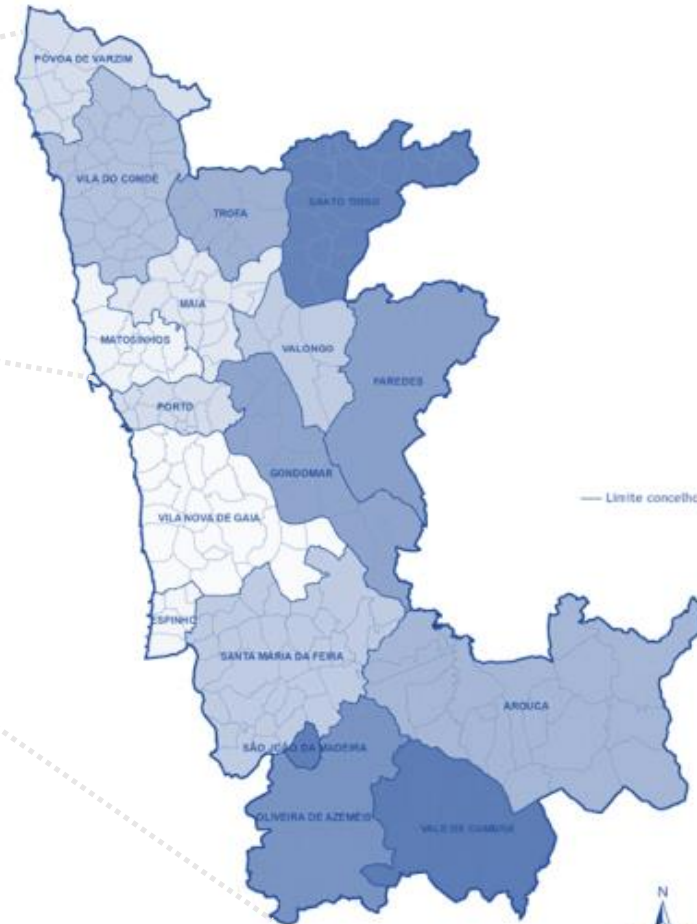 PÓVOA DE VARZIM
VILA DO CONDE
TROFA
SANTO TIRSO
MAIA
MATOSINHOS
VALONGO
PAREDES
PORTO
GONDOMAR
VILA NOVA DE GAIA
Limite concelho
ESPINHO
SANTA MARIA DA FEIRA
AROUCA
SÃO JOÃO DA MADEIRA
OLIVEIRA DE AZEMÉIS
VALE DE CAMBRA
N